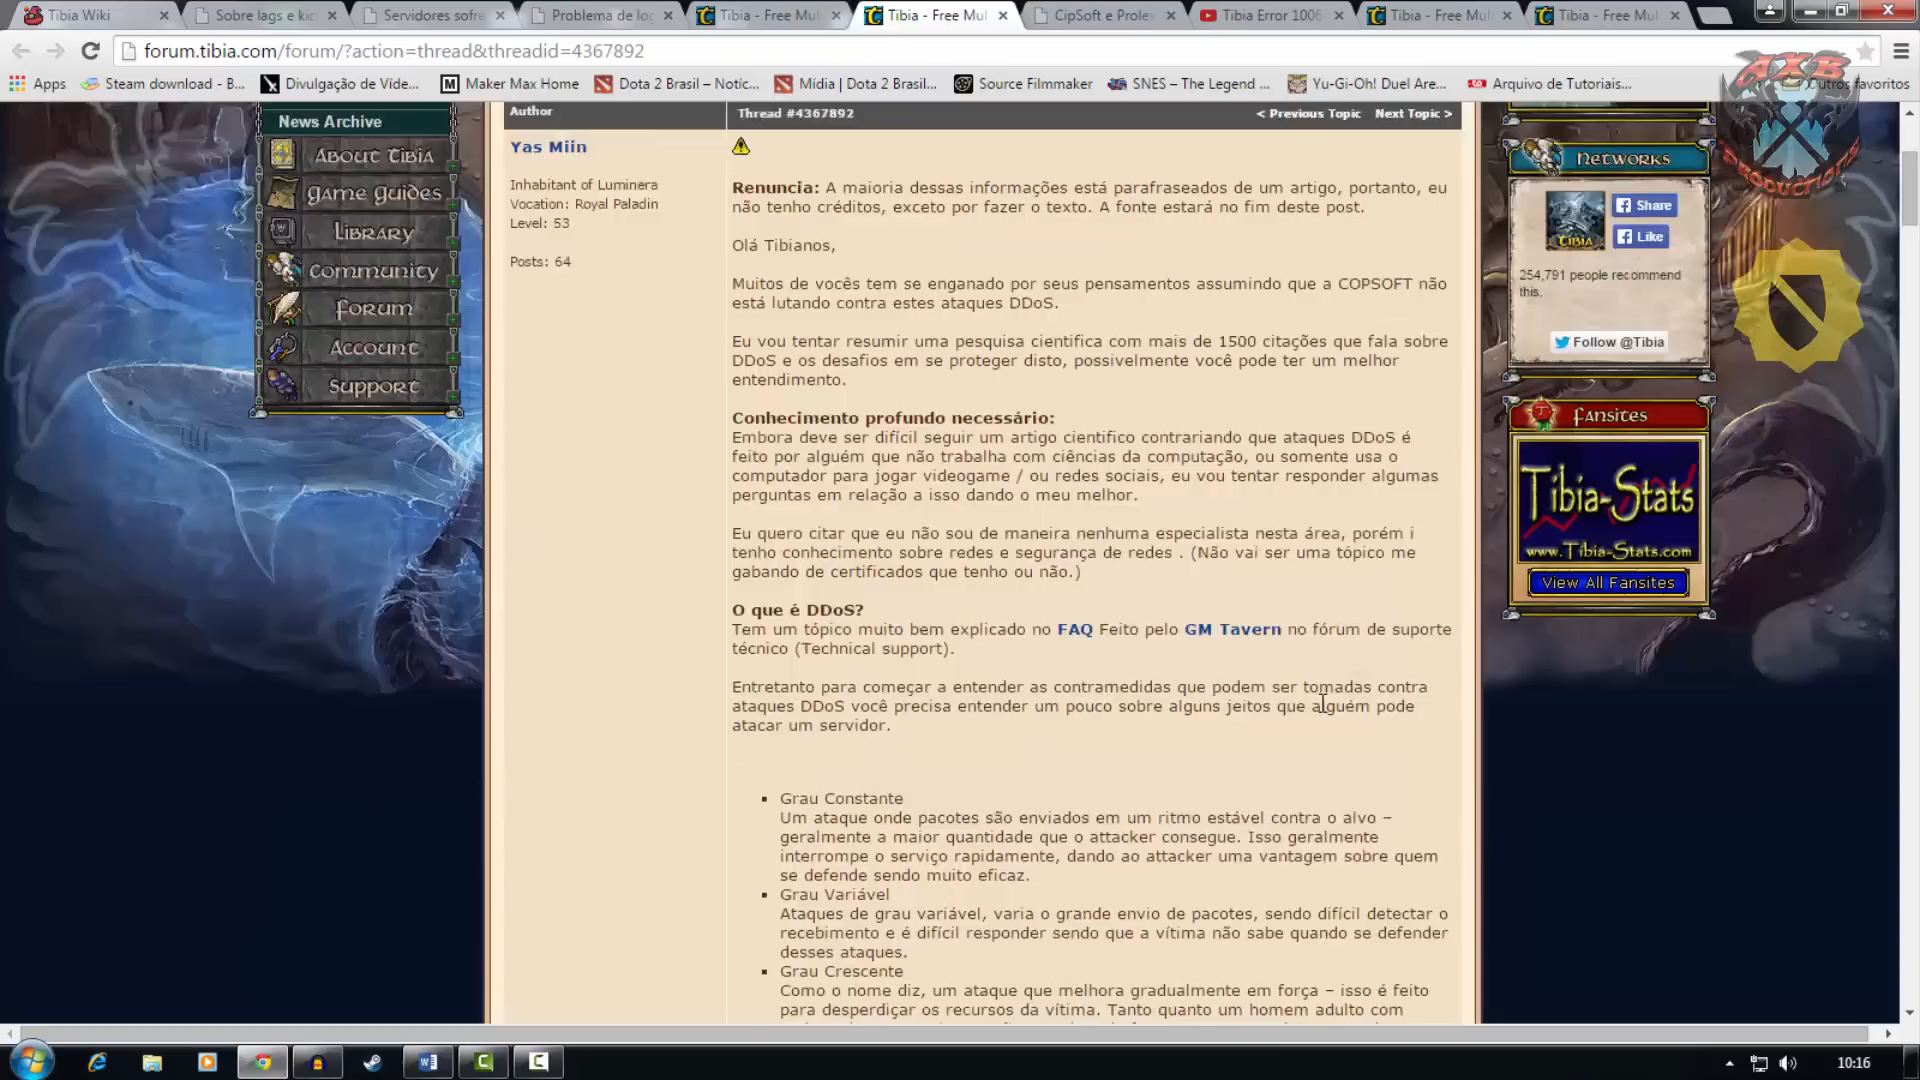 Tibia Wiki
Sobre lags e kic
Servidores sofre
Problema de log
Tibia - Free Mul
Tibia - Free Mul
CipSoft e Prolex
Tibia Error 1006
Tibia - Free Mul
Tibia - Free Mul
forum.tibia.com/forum/?action=thread&threadid=4367892
Apps
Steam download - B...
Divulgação de Víde...
Maker Max Home
Dota 2 Brasil – Notíc...
Mídia | Dota 2 Brasil...
Source Filmmaker
SNES – The Legend ...
Yu-Gi-Oh! Duel Are...
Arquivo de Tutoriais...
Outros favoritos
AXB
PRODUCTIONS
News Archive
About Tibia
Game Guides
Library
Community
Forum
Account
Support
Author
Thread #4367892
< Previous Topic Next Topic >
Yas Miin
Inhabitant of Luminera
Vocation: Royal Paladin
Level: 53
Posts: 64
Renuncia: A maioria dessas informações está parafraseados de um artigo, portanto, eu
não tenho créditos, exceto por fazer o texto. A fonte estará no fim deste post.
Olá Tibianos,
Muitos de vocês tem se enganado por seus pensamentos assumindo que a COPSOFT não
está lutando contra estes ataques DDoS.
Eu vou tentar resumir uma pesquisa cientifica com mais de 1500 citações que fala sobre
DDoS e os desafios em se proteger disto, possivelmente você pode ter um melhor
entendimento.
Conhecimento profundo necessário:
Embora deve ser difícil seguir um artigo cientifico contrariando que ataques DDoS é
feito por alguém que não trabalha com ciências da computação, ou somente usa o
computador para jogar videogame / ou redes sociais, eu vou tentar responder algumas
perguntas em relação a isso dando o meu melhor.
Eu quero citar que eu não sou de maneira nenhuma especialista nesta área, porém i
tenho conhecimento sobre redes e segurança de redes . (Não vai ser uma tópico me
gabando de certificados que tenho ou não.)
O que é DDoS?
Tem um tópico muito bem explicado no FAQ Feito pelo GM Tavern no fórum de suporte
técnico (Technical support).
Entretanto para começar a entender as contramedidas que podem ser tomadas contra
ataques DDoS você precisa entender um pouco sobre alguns jeitos que alguém pode
atacar um servidor.
▪ Grau Constante
Um ataque onde pacotes são enviados em um ritmo estável contra o alvo –
geralmente a maior quantidade que o attacker consegue. Isso geralmente
interrompe o serviço rapidamente, dando ao attacker uma vantagem sobre quem
se defende sendo muito eficaz.
▪ Grau Variável
Ataques de grau variável, varia o grande envio de pacotes, sendo difícil detectar o
recebimento e é difícil responder sendo que a vítima não sabe quando se defender
desses ataques.
▪ Grau Crescente
Como o nome diz, um ataque que melhora gradualmente em força – isso é feito
para desperdiçar os recursos da vítima. Tanto quanto um homem adulto com
Networks
TIBIA
Share
Like
254,791 people recommend
this.
Follow @Tibia
Fansites
Tibia-Stats
www.Tibia-Stats.com
View All Fansites
10:16